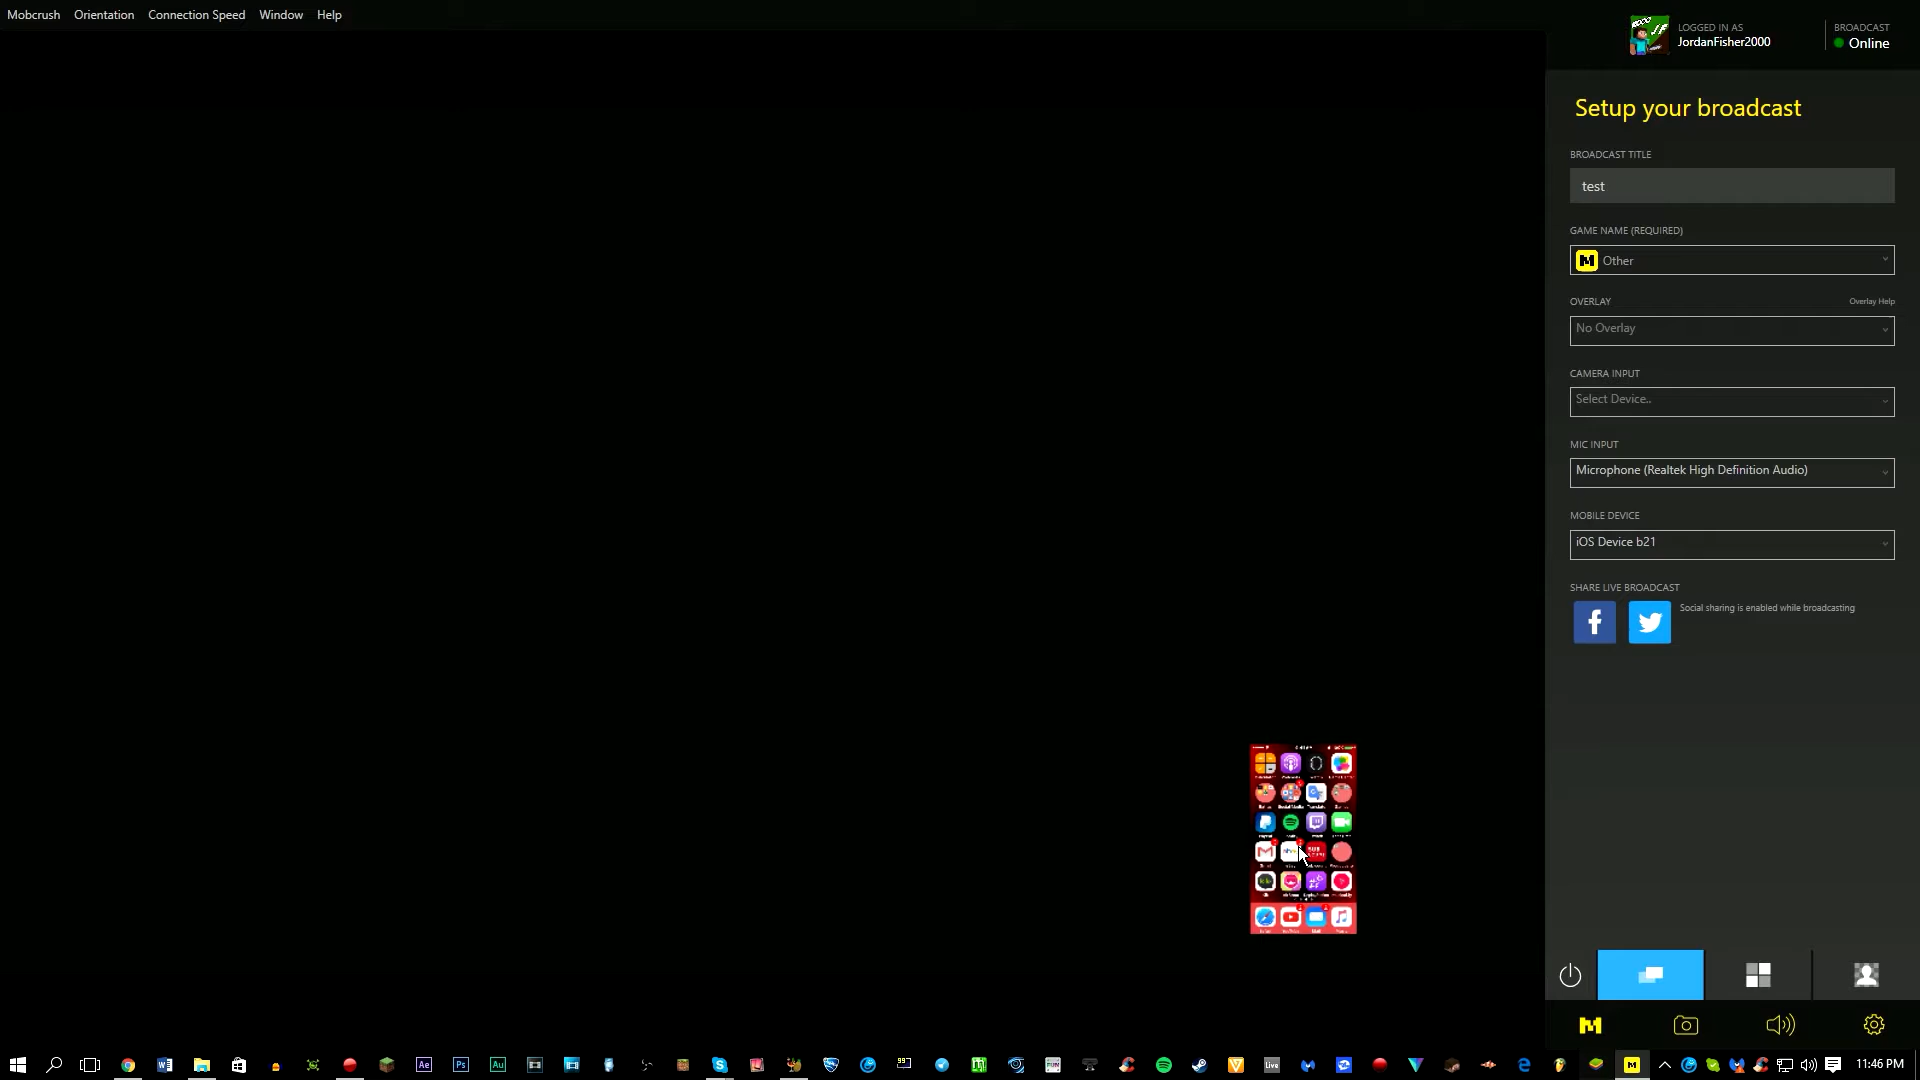 Mobcrush Orientation Connection Speed Window Help
LOGGED IN AS
JordanFisher2000
BROADCAST
Online
Setup your broadcast
BROADCAST TITLE
test
GAME NAME (REQUIRED)
Other
OVERLAY Overlay Help
No Overlay
CAMERA INPUT
Select Device..
MIC INPUT
Microphone (Realtek High Definition Audio)
MOBILE DEVICE
iOS Device b21
SHARE LIVE BROADCAST
Social sharing is enabled while broadcasting
11:46 PM